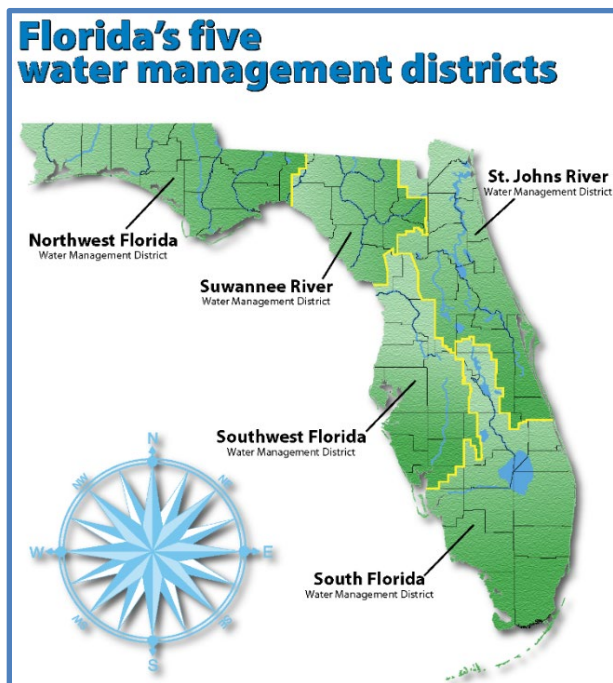 Florida's five
water management districts
St. Johns River
Water Management District
Northwest Florida
Water Management District
Suwannee River
Water Management District
Southwest Florida
Water Management District
South Florida
Water Management District
N
NW
NE
W
E
SW
SE
S